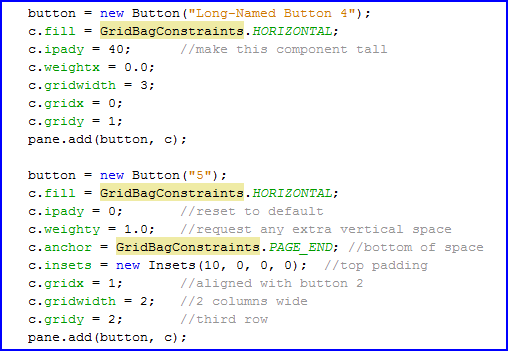 button = new Button("Long-Named Button 4");
c.fill = GridBagConstraints.HORIZONTAL;
c.ipady = 40;      //make this component tall
c.weightx = 0.0;
c.gridwidth = 3;
c.gridx = 0;
c.gridy = 1;
pane.add(button, c);

button = new Button("5");
c.fill = GridBagConstraints.HORIZONTAL;
c.ipady = 0;       //reset to default
c.weighty = 1.0;   //request any extra vertical space
c.anchor = GridBagConstraints.PAGE_END; //bottom of space
c.insets = new Insets(10, 0, 0, 0);  //top padding
c.gridx = 1;       //aligned with button 2
c.gridwidth = 2;   //2 columns wide
c.gridy = 2;       //third row
pane.add(button, c);